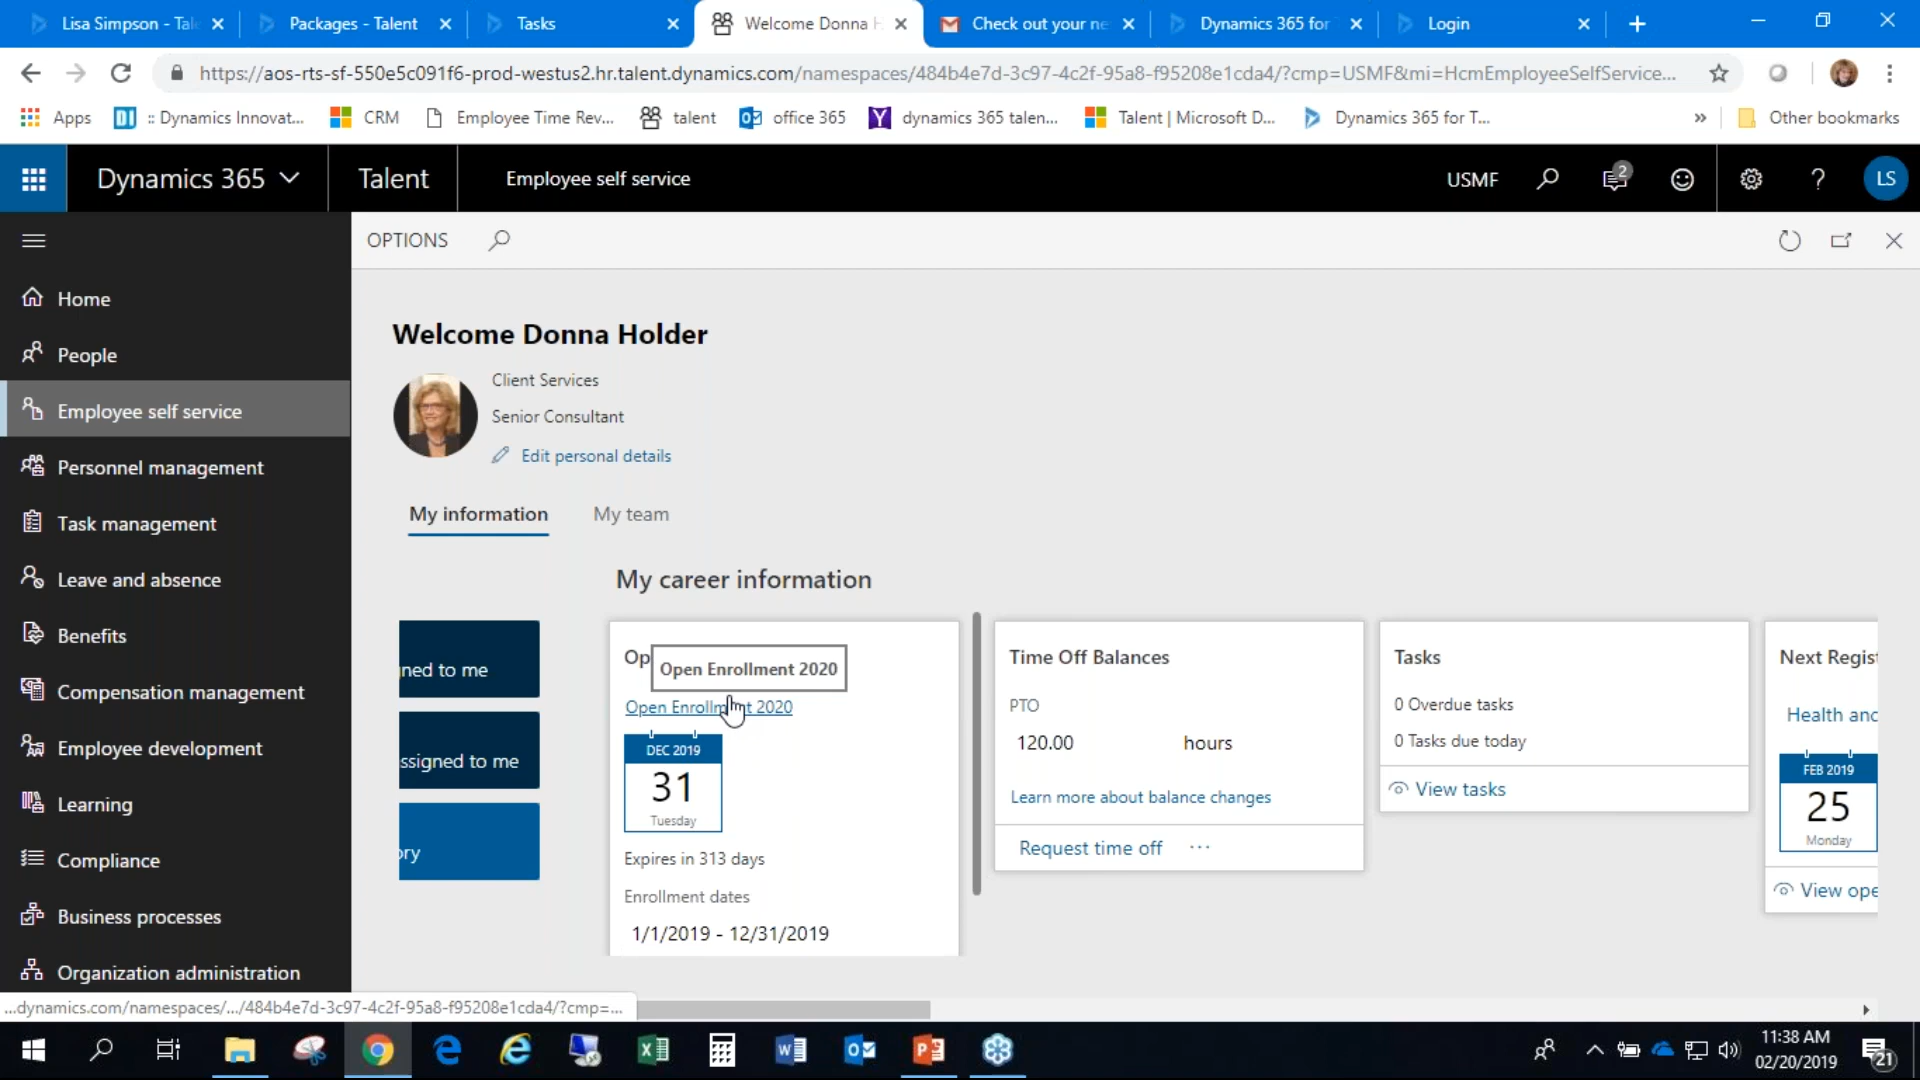 Lisa Simpson - Tale
Packages - Talent
Tasks
Welcome Donna H
Check out your ne
Dynamics 365 for
Login
https://aos-rts-sf-550e5c091f6-prod-westus2.hr.talent.dynamics.com/namespaces/484b4e7d-3c97-4c2f-95a8-f95208e1cda4/?cmp=USMF&mi=HcmEmployeeSelfService...
Apps
:: Dynamics Innovat...
CRM
Employee Time Rev...
talent
office 365
dynamics 365 talen...
Talent | Microsoft D...
Dynamics 365 for T...
»
Other bookmarks
Dynamics 365
Talent
Employee self service
USMF
2
?
LS
OPTIONS
Home
People
Employee self service
Personnel management
Task management
Leave and absence
Benefits
Compensation management
Employee development
Learning
Compliance
Business processes
Organization administration
Welcome Donna Holder
Client Services
Senior Consultant
Edit personal details
My information
My team
My career information
ned to me
ssigned to me
ory
Op
Open Enrollment 2020
Open Enrollment 2020
DEC 2019
31
Tuesday
Expires in 313 days
Enrollment dates
1/1/2019 - 12/31/2019
Time Off Balances
PTO
120.00 hours
Learn more about balance changes
Request time off ...
Tasks
0 Overdue tasks
0 Tasks due today
View tasks
Next Regis
Health and
FEB 2019
25
Monday
View ope
...dynamics.com/namespaces/.../484b4e7d-3c97-4c2f-95a8-f95208e1cda4/?cmp=...
11:38 AM
02/20/2019
21